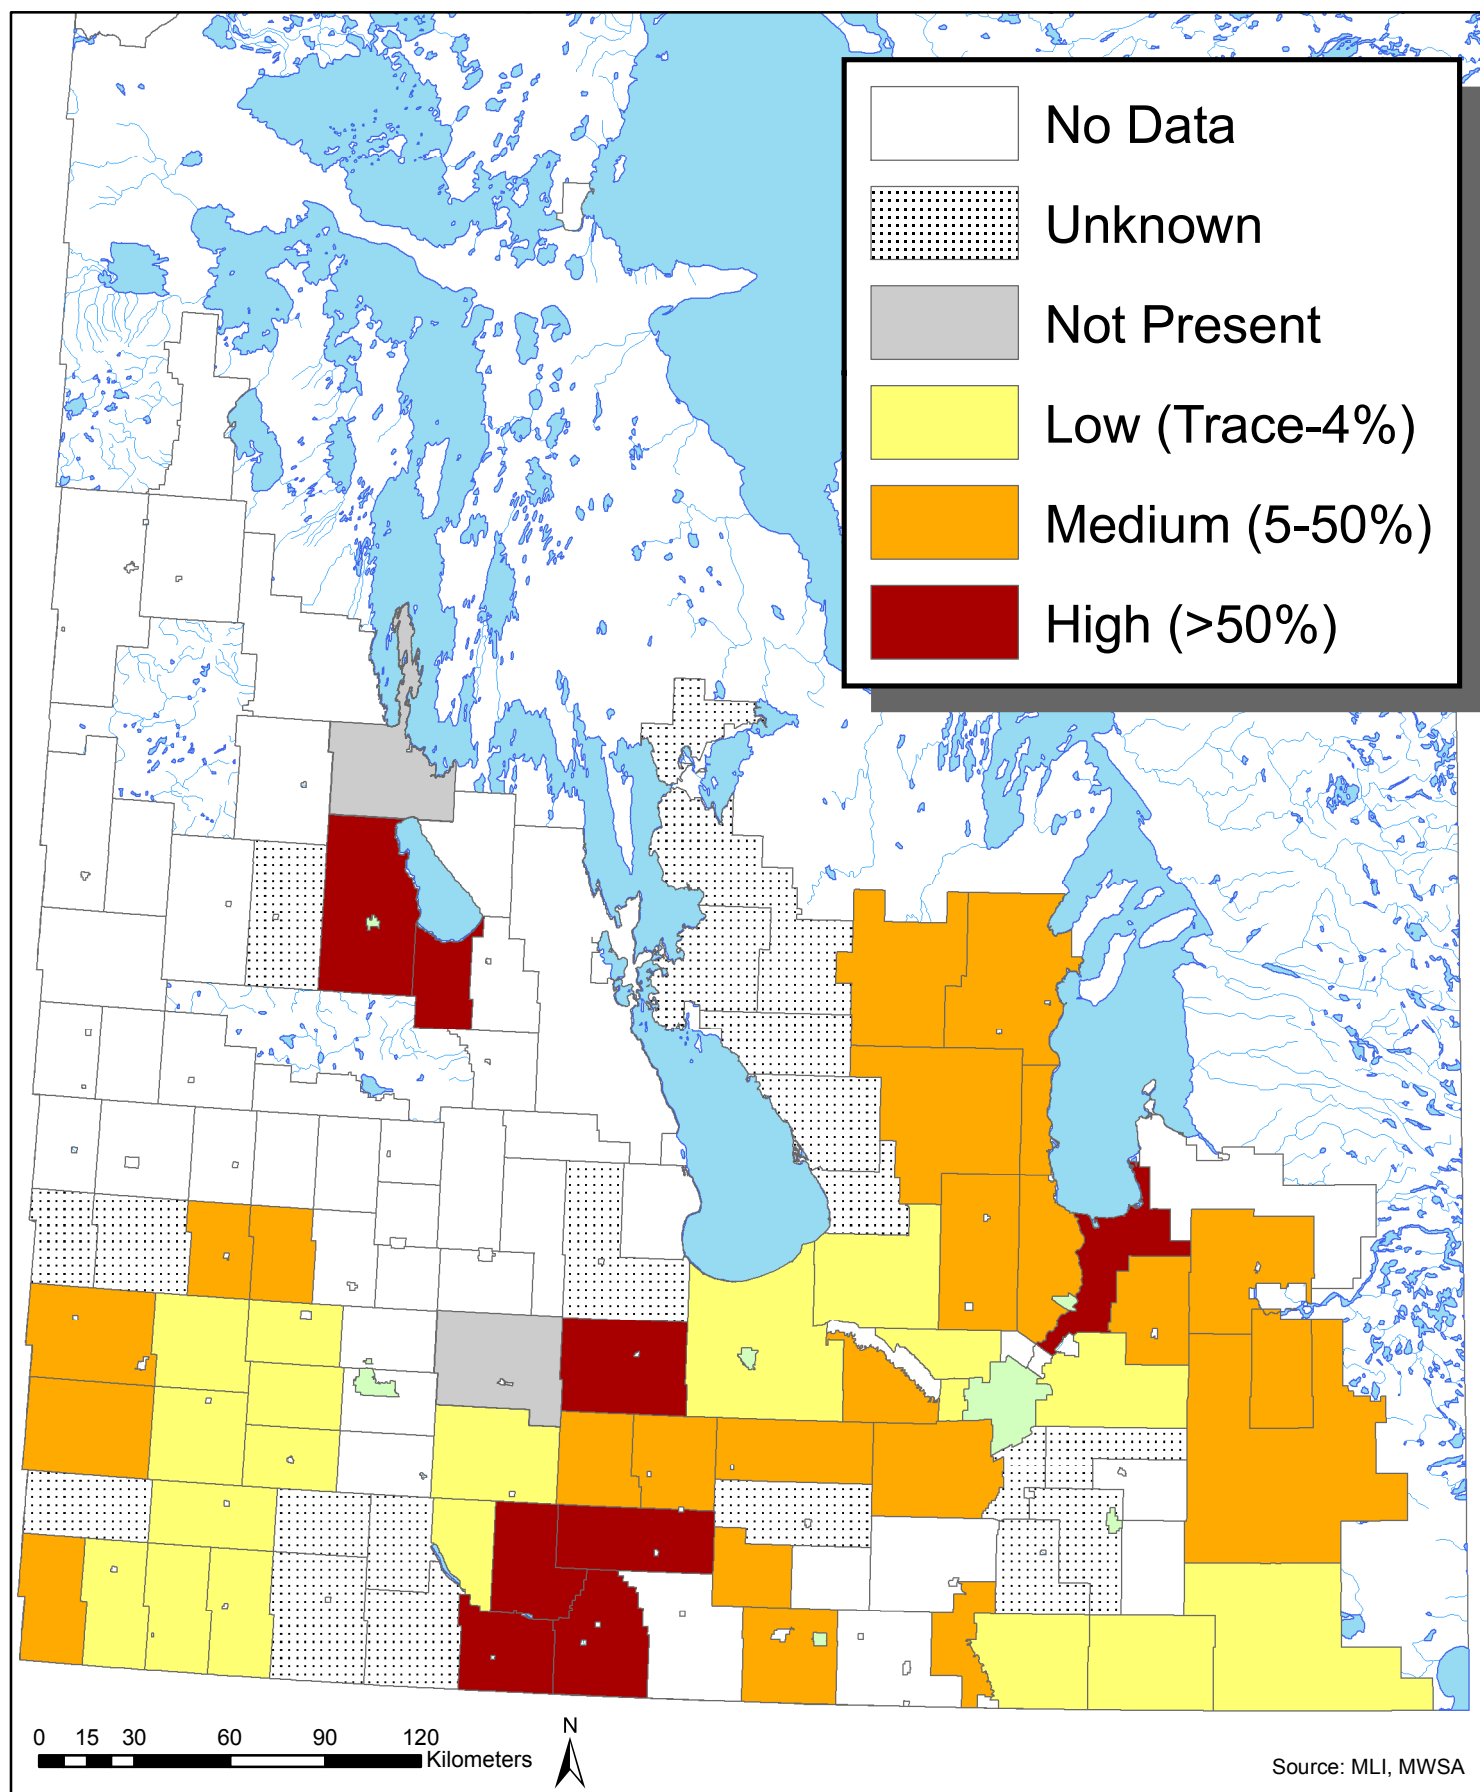 No Data
Unknown
Not Present
Low (Trace-4%)
Medium (5-50%)
High (>50%)
0 15 30 60 90 120
Kilometers
N
Source: MLI, MWSA